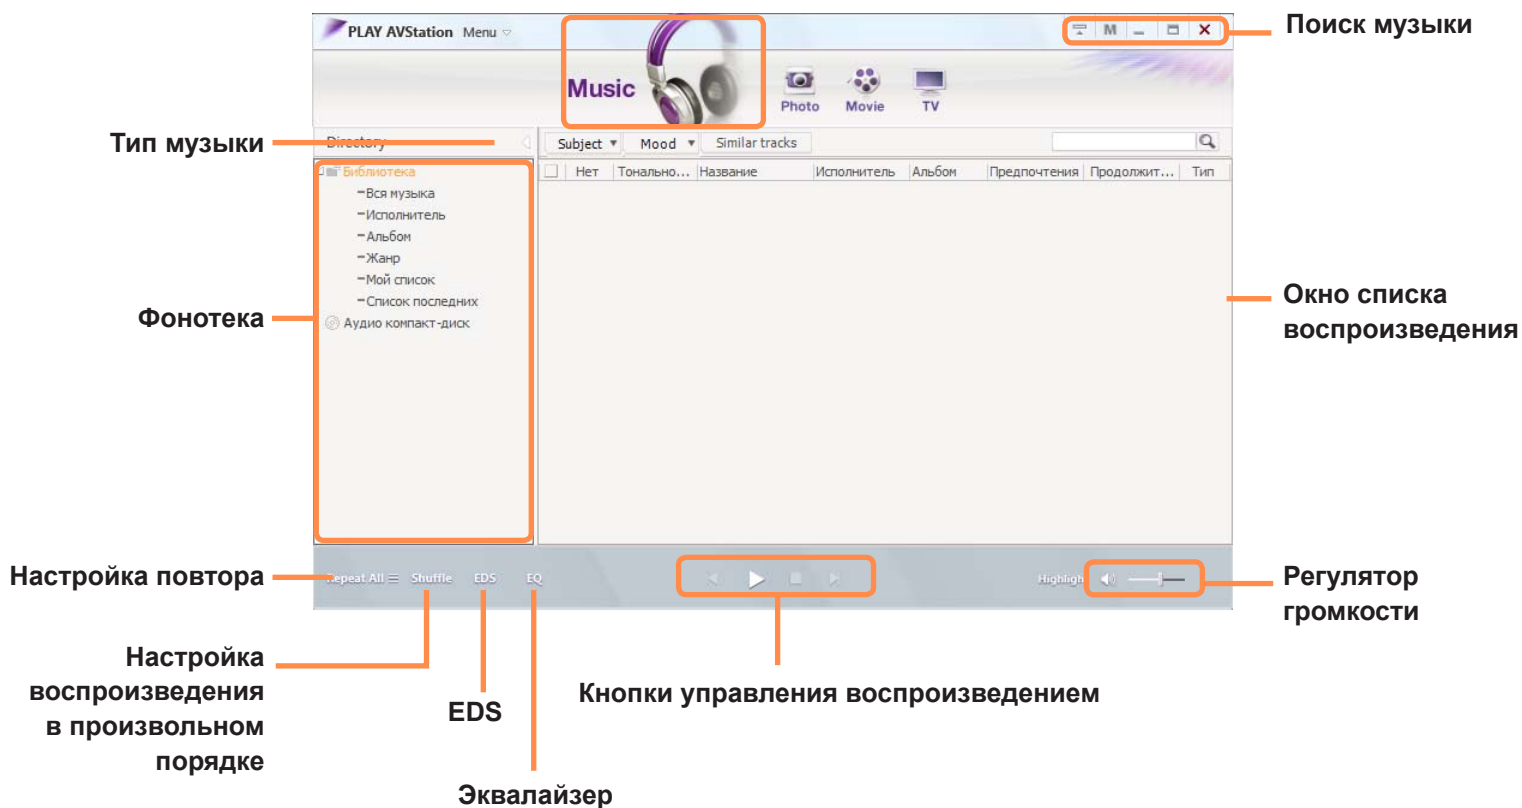 PLAY AVStation Menu
M
Поиск музыки
Music
Photo
Movie
TV
Тип музыки
Directory
Subject
Mood
Similar tracks
Библиотека
Нет
Тонально...
Название
Исполнитель
Альбом
Предпочтения
Продолжит...
Тип
Вся музыка
Исполнитель
Альбом
Жанр
Мой список
Список последних
Аудио компакт-диск
Фонотека
Окно списка
воспроизведения
Настройка повтора
Repeat All
Shuffle
EDS
EQ
Highligh
Регулятор
громкости
Настройка
воспроизведения
в произвольном
порядке
EDS
Кнопки управления воспроизведением
Эквалайзер